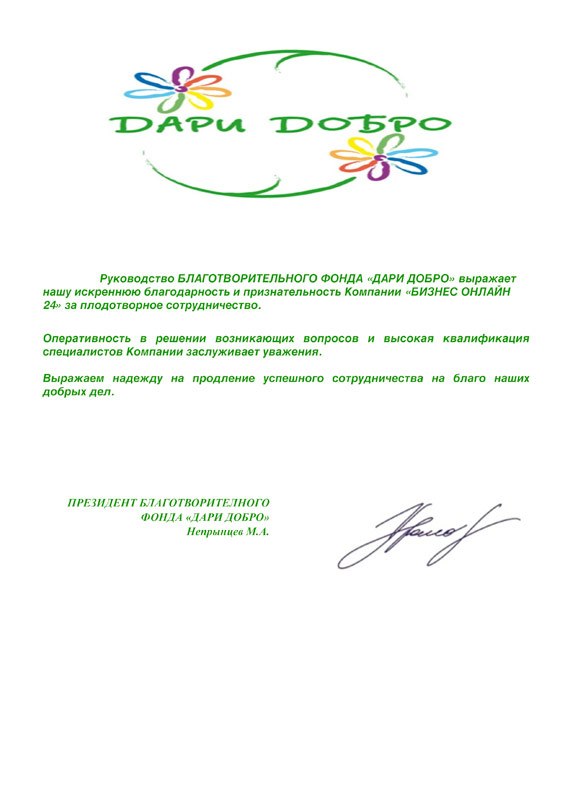 ДАРИ ДОБРО
Руководство БЛАГОТВОРИТЕЛЬНОГО ФОНДА «ДАРИ ДОБРО» выражает
нашу искреннюю благодарность и признательность Компании «БИЗНЕС ОНЛАЙН
24» за плодотворное сотрудничество.
Оперативность в решении возникающих вопросов и высокая квалификация
специалистов Компании заслуживает уважения.
Выражаем надежду на продление успешного сотрудничества на благо наших
добрых дел.
ПРЕЗИДЕНТ БЛАГОТВОРИТЕЛНОГО
ФОНДА «ДАРИ ДОБРО»
Непрынцев М.А.